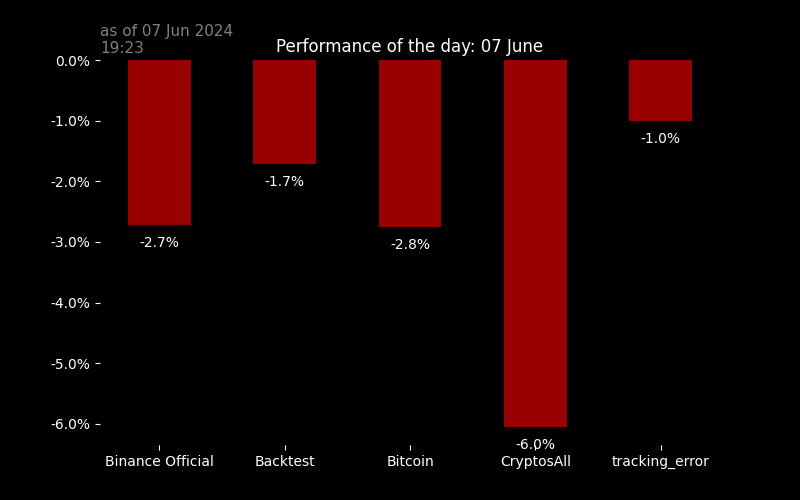 as of 07 Jun 2024
19:23
Performance of the day: 07 June
0.0%
-1.0%
-2.0%
-3.0%
-4.0%
-5.0%
-6.0%
-2.7%
-1.7%
-2.8%
-6.0%
-1.0%
Binance Official
Backtest
Bitcoin
CryptosAll
tracking_error